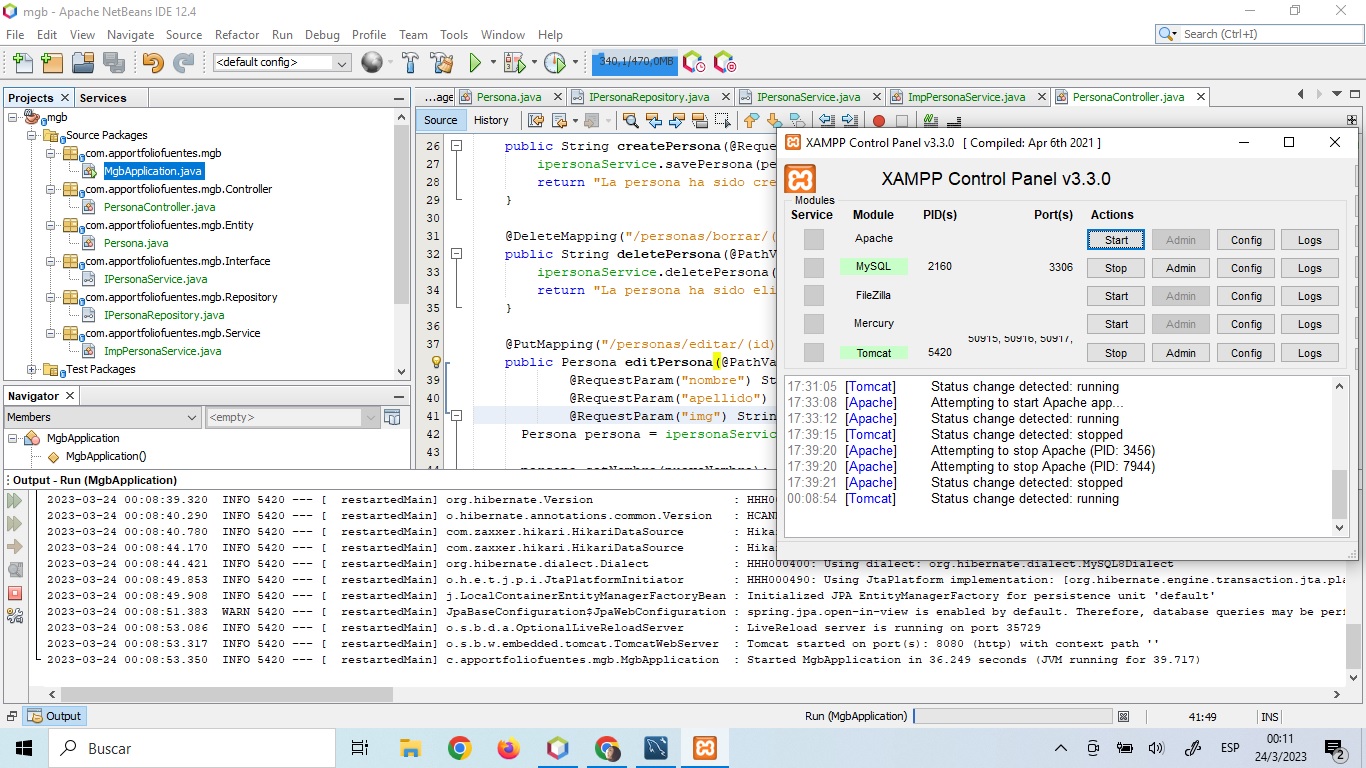 mgb - Apache NetBeans IDE 12.4
File Edit View Navigate Source Refactor Run Debug Profile Team Tools Window Help
Search (Ctrl+I)
<default config>
340,1/470,0MB
Projects Services
mgb
Source Packages
com.apportfoliofuentes.mgb
MgbApplication.java
com.apportfoliofuentes.mgb.Controller
PersonaController.java
com.apportfoliofuentes.mgb.Entity
Persona.java
com.apportfoliofuentes.mgb.Interface
IPersonaService.java
com.apportfoliofuentes.mgb.Repository
IPersonaRepository.java
com.apportfoliofuentes.mgb.Service
ImpPersonaService.java
Test Packages
Navigator
Members <empty>
MgbApplication
MgbApplication()
...age Persona.java IPersonaRepository.java IPersonaService.java ImpPersonaService.java PersonaController.java
Source History
26 public String createPersona(@Reque
27 ipersonaService.savePersona(pe
28 return "La persona ha sido cre
29 }
30
31 @DeleteMapping("/personas/borrar/(
32 public String deletePersona(@PathV
33 ipersonaService.deletePersona(
34 return "La persona ha sido eli
35 }
36
37 @PutMapping("/personas/editar/(id)
public Persona editPersona(@PathVa
39 @RequestParam("nombre") St
40 @RequestParam("apellido")
41 @RequestParam("img") Strin
42 Persona persona = ipersonaServic
43
44 persona.setNombre(nuevoNombre);
XAMPP Control Panel v3.3.0 [ Compiled: Apr 6th 2021 ]
XAMPP Control Panel v3.3.0
Modules
Service Module PID(s) Port(s) Actions
Apache Start Admin Config Logs
MySQL 2160 3306 Stop Admin Config Logs
FileZilla Start Admin Config Logs
Mercury Start Admin Config Logs
50915, 50916, 50917,
Tomcat 5420 Stop Admin Config Logs
17:31:05 [Tomcat] Status change detected: running
17:33:08 [Apache] Attempting to start Apache app...
17:33:12 [Apache] Status change detected: running
17:39:15 [Tomcat] Status change detected: stopped
17:39:20 [Apache] Attempting to stop Apache (PID: 3456)
17:39:20 [Apache] Attempting to stop Apache (PID: 7944)
17:39:21 [Apache] Status change detected: stopped
00:08:54 [Tomcat] Status change detected: running
Output - Run (MgbApplication)
2023-03-24 00:08:39.320 INFO 5420 --- [ restartedMain] org.hibernate.Version : HHH000
2023-03-24 00:08:40.290 INFO 5420 --- [ restartedMain] o.hibernate.annotations.common.Version : HCANN
2023-03-24 00:08:40.780 INFO 5420 --- [ restartedMain] com.zaxxer.hikari.HikariDataSource : Hika
2023-03-24 00:08:44.170 INFO 5420 --- [ restartedMain] com.zaxxer.hikari.HikariDataSource : Hika
2023-03-24 00:08:44.421 INFO 5420 --- [ restartedMain] org.hibernate.dialect.Dialect : HHH000400: Using dialect: org.hibernate.dialect.MySQL8Dialect
2023-03-24 00:08:49.853 INFO 5420 --- [ restartedMain] o.h.e.t.j.p.i.JtaPlatformInitiator : HHH000490: Using JtaPlatform implementation: [org.hibernate.engine.transaction.jta.pla
2023-03-24 00:08:49.908 INFO 5420 --- [ restartedMain] j.LocalContainerEntityManagerFactoryBean : Initialized JPA EntityManagerFactory for persistence unit 'default'
2023-03-24 00:08:51.383 WARN 5420 --- [ restartedMain] JpaBaseConfiguration$JpaWebConfiguration : spring.jpa.open-in-view is enabled by default. Therefore, database queries may be perf
2023-03-24 00:08:53.086 INFO 5420 --- [ restartedMain] o.s.b.d.a.OptionalLiveReloadServer : LiveReload server is running on port 35729
2023-03-24 00:08:53.317 INFO 5420 --- [ restartedMain] o.s.b.w.embedded.tomcat.TomcatWebServer : Tomcat started on port(s): 8080 (http) with context path ''
2023-03-24 00:08:53.350 INFO 5420 --- [ restartedMain] c.apportfoliofuentes.mgb.MgbApplication : Started MgbApplication in 36.249 seconds (JVM running for 39.717)
Output
Run (MgbApplication) 41:49 INS
Buscar
ESP
00:11
24/3/2023
2